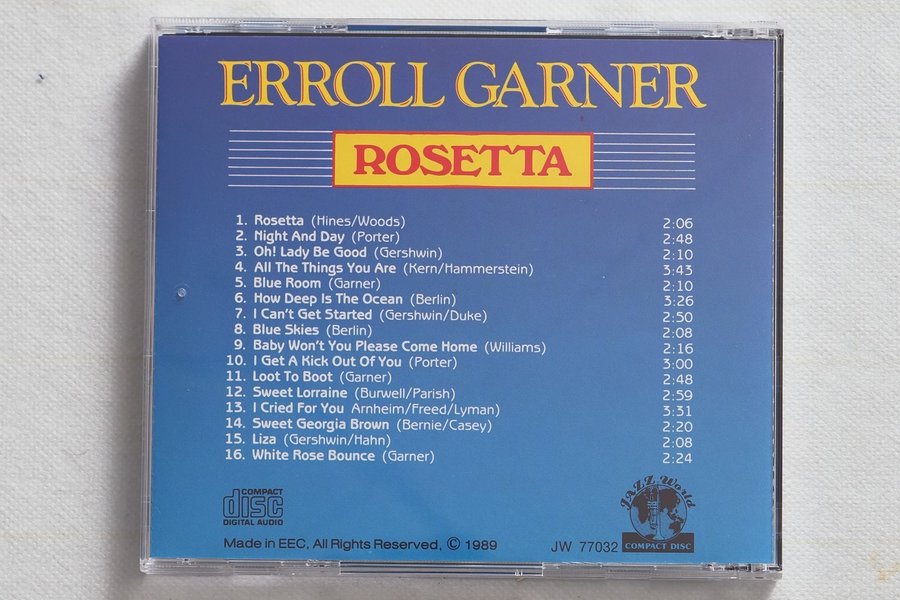 ERROLL GARNER
ROSETTA
1. Rosetta (Hines/Woods) 2:06
2. Night And Day (Porter) 2:48
3. Oh! Lady Be Good (Gershwin) 2:10
4. All The Things You Are (Kern/Hammerstein) 3:43
5. Blue Room (Garner) 2:10
6. How Deep Is The Ocean (Berlin) 3:26
7. I Can't Get Started (Gershwin/Duke) 2:50
8. Blue Skies (Berlin) 2:08
9. Baby Won't You Please Come Home (Williams) 2:16
10. I Get A Kick Out Of You (Porter) 3:00
11. Loot To Boot (Garner) 2:48
12. Sweet Lorraine (Burwell/Parish) 2:59
13. I Cried For You Arnheim/Freed/Lyman) 3:31
14. Sweet Georgia Brown (Bernie/Casey) 2:20
15. Liza (Gershwin/Hahn) 2:08
16. White Rose Bounce (Garner) 2:24
COMPACT
disc
DIGITAL AUDIO
JAZZ World
COMPACT DISC
Made in EEC, All Rights Reserved, © 1989 JW 77032